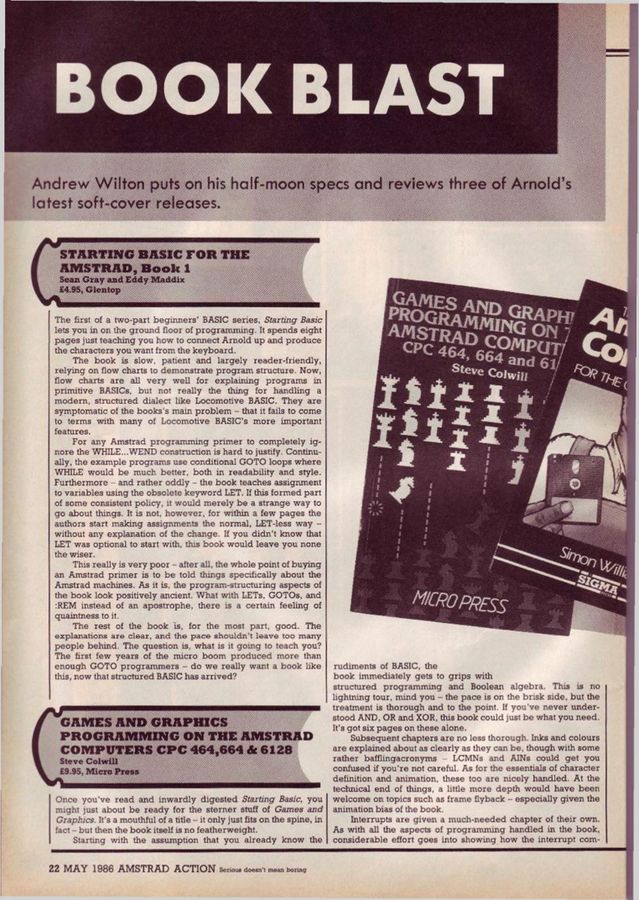 BOOK BLAST
Andrew Wilton puts on his half-moon specs and reviews three of Arnold's
latest soft-cover releases.
STARTING BASIC FOR THE
AMSTRAD, Book 1
Sean Gray and Eddy Maddix
£4.95, Glentop
The first of a two-part beginners' BASIC series, Starting Basic
lets you in on the ground floor of programming. It spends eight
pages just teaching you how to connect Arnold up and produce
the characters you want from the keyboard.
The book is slow, patient and largely reader-friendly,
relying on flow charts to demonstrate program structure. Now,
flow charts are all very well for explaining programs in
primitive BASICs, but not really the thing for handling a
modern, structured dialect like Locomotive BASIC. They are
symptomatic of the books's main problem – that it fails to come
to terms with many of Locomotive BASIC's more important
features.
For any Amstrad programming primer to completely ig-
nore the WHILE...WEND construction is hard to justify. Continu-
ally, the example programs use conditional GOTO loops where
WHILE would be much better, both in readability and style.
Furthermore – and rather oddly – the book teaches assignment
to variables using the obsolete keyword LET. If this formed part
of some consistent policy, it would merely be a strange way to
go about things. It is not, however, for within a few pages the
authors start making assignments the normal, LET-less way –
without any explanation of the change. If you didn't know that
LET was optional to start with, this book would leave you none
the wiser.
This really is very poor – after all, the whole point of buying
an Amstrad primer is to be told things specifically about the
Amstrad machines. As it is, the program-structuring aspects of
the book look positively ancient. What with LETs, GOTOs, and
:REM instead of an apostrophe, there is a certain feeling of
quaintness to it.
The rest of the book is, for the most part, good. The
explanations are clear, and the pace shouldn't leave too many
people behind. The question is, what is it going to teach you?
The first few years of the micro boom produced more than
enough GOTO programmers – do we really want a book like
this, now that structured BASIC has arrived?
GAMES AND GRAPHICS
PROGRAMMING ON THE AMSTRAD
COMPUTERS CPC 464,664 & 6128
Steve Colwill
£9.95, Micro Press
Once you've read and inwardly digested Starting Basic, you
might just about be ready for the sterner stuff of Games and
Graphics. It's a mouthful of a title – it only just fits on the spine, in
fact – but then the book itself is no featherweight.
Starting with the assumption that you already know the
GAMES AND GRAPHI
PROGRAMMING ON
AMSTRAD COMPUT
CPC 464, 664 and 61
Steve Colwill
MICRO PRESS
Am
Co
FOR THE
Simon Willi
SIGMA
rudiments of BASIC, the
book immediately gets to grips with
structured programming and Boolean algebra. This is no
lightning tour, mind you – the pace is on the brisk side, but the
treatment is thorough and to the point. If you've never under-
stood AND, OR and XOR, this book could just be what you need.
It's got six pages on these alone.
Subsequent chapters are no less thorough. Inks and colours
are explained about as clearly as they can be, though with some
rather bafflingacronyms – LCMNs and AINs could get you
confused if you're not careful. As for the essentials of character
definition and animation, these too are nicely handled. At the
technical end of things, a little more depth would have been
welcome on topics such as frame flyback – especially given the
animation bias of the book.
Interrupts are given a much-needed chapter of their own.
As with all the aspects of programming handled in the book,
considerable effort goes into showing how the interrupt com-
22 MAY 1986 AMSTRAD ACTION Serious doesn't mean boring